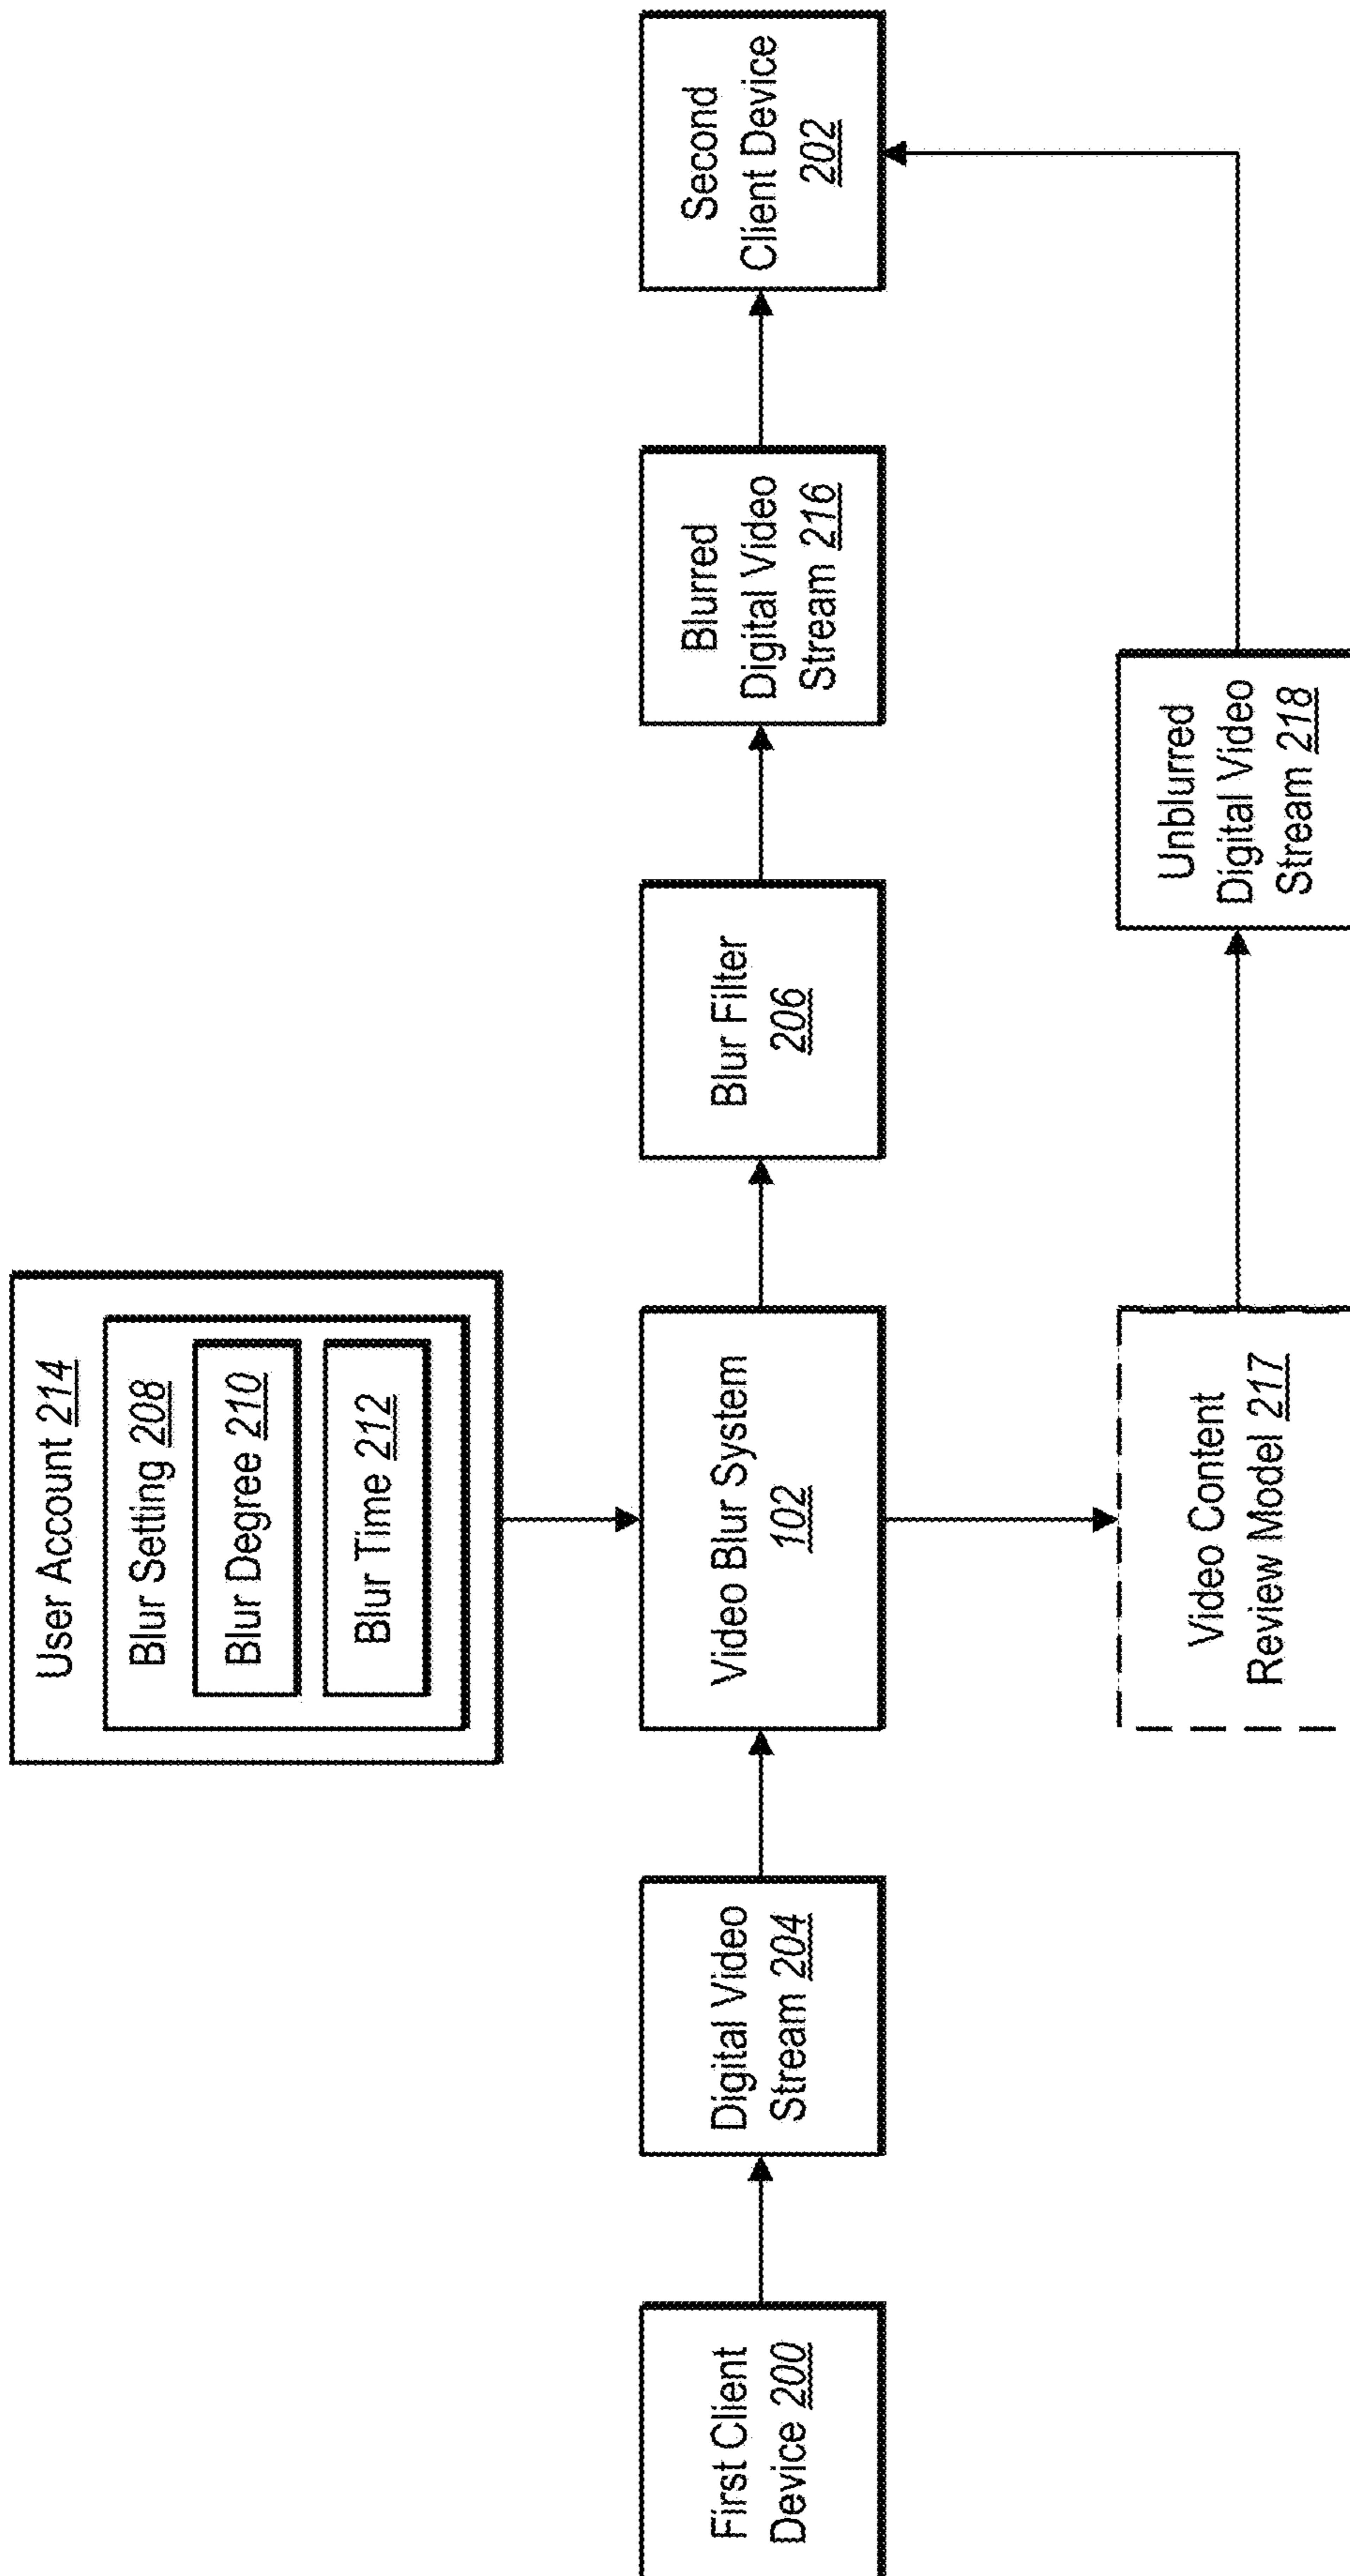 User Account 214
Blur Setting 208
Blur Degree 210
Blur Time 212
First Client
Device 200
Digital Video
Stream 204
Video Blur System
102
Blur Filter
206
Blurred
Digital Video
Stream 216
Second
Client Device
202
Video Content
Review Model 217
Unblurred
Digital Video
Stream 218